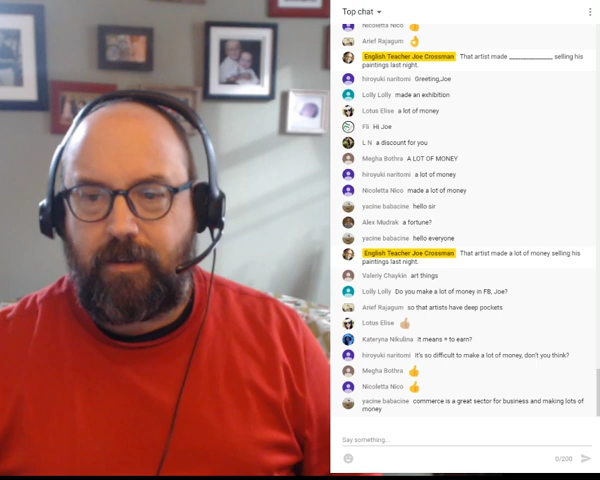 Top chat
Nicoletta Nico
Arief Rajagum
English Teacher Joe Crossman That artist made ________________ selling his
paintings last night.
hiroyuki naritomi Greeting,Joe
Lolly Lolly made an exhibition
Lotus Elise a lot of money
Fli Hi Joe
L N a discount for you
Megha Bothra A LOT OF MONEY
hiroyuki naritomi a lot of money
Nicoletta Nico made a lot of money
yacine babacine hello sir
Alex Mudrak a fortune?
yacine babacine hello everyone
English Teacher Joe Crossman That artist made a lot of money selling his
paintings last night.
Valeriy Chaykin art things
Lolly Lolly Do you make a lot of money in FB, Joe?
Arief Rajagum so that artists have deep pockets
Lotus Elise
Kateryna Nikulina it means = to earn?
hiroyuki naritomi It's so difficult to make a lot of money, don't you think?
Megha Bothra
Nicoletta Nico
yacine babacine commerce is a great sector for business and making lots of
money
Say something...
0/200